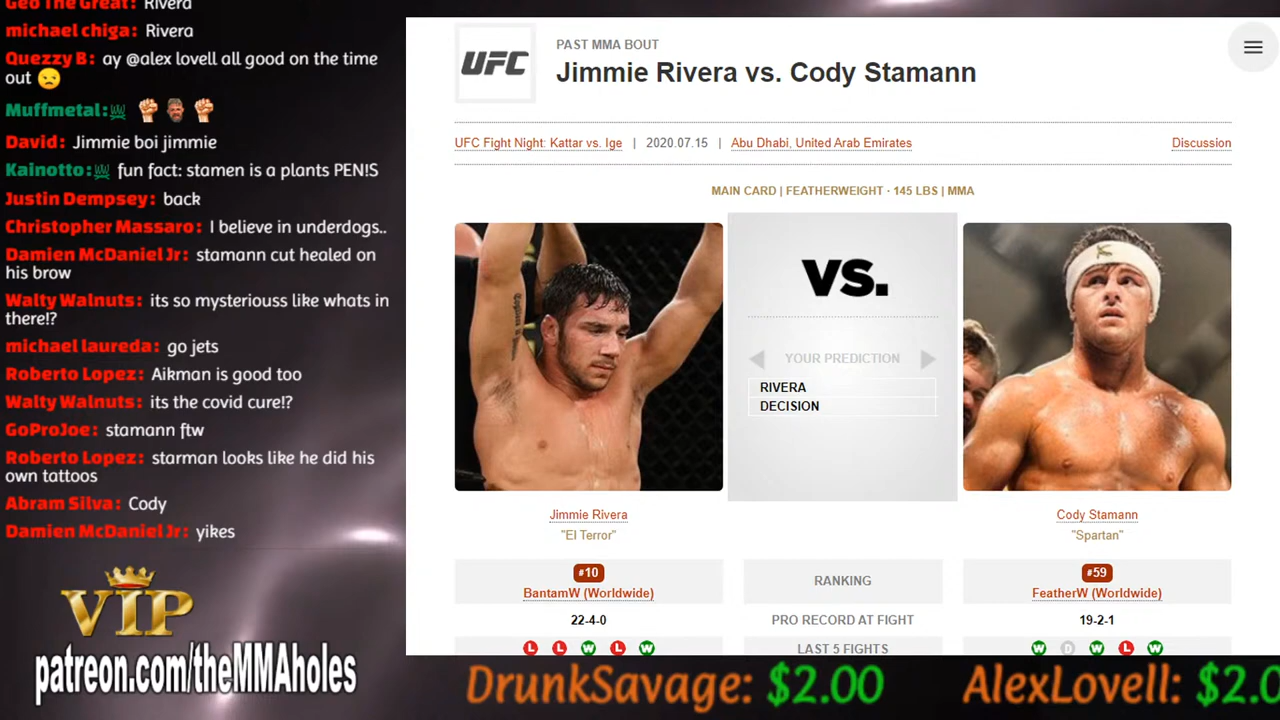 Geo The Great: Rivera
michael chiga: Rivera
Quezzy B: ay @alex lovell all good on the time
out
Muffmetal:
David: Jimmie boi jimmie
Kainotto: fun fact: stamen is a plants PEN!S
Justin Dempsey: back
Christopher Massaro: I believe in underdogs..
Damien McDaniel Jr: stamann cut healed on
his brow
Walty Walnuts: its so mysteriouss like whats in
there!?
michael laureda: go jets
Roberto Lopez: Aikman is good too
Walty Walnuts: its the covid cure!?
GoProJoe: stamann ftw
Roberto Lopez: starman looks like he did his
own tattoos
Abram Silva: Cody
Damien McDaniel Jr: yikes
VIP
patreon.com/theMMAholes
UFC
PAST MMA BOUT
Jimmie Rivera vs. Cody Stamann
UFC Fight Night: Kattar vs. Ige | 2020.07.15 | Abu Dhabi, United Arab Emirates Discussion
MAIN CARD | FEATHERWEIGHT · 145 LBS | MMA
VS.
YOUR PREDICTION
RIVERA
DECISION
Jimmie Rivera Cody Stamann
"El Terror" "Spartan"
#10 RANKING #59
BantamW (Worldwide) FeatherW (Worldwide)
22-4-0 PRO RECORD AT FIGHT 19-2-1
L L W L W LAST 5 FIGHTS W D W L W
DrunkSavage: $2.00 AlexLovell: $2.0